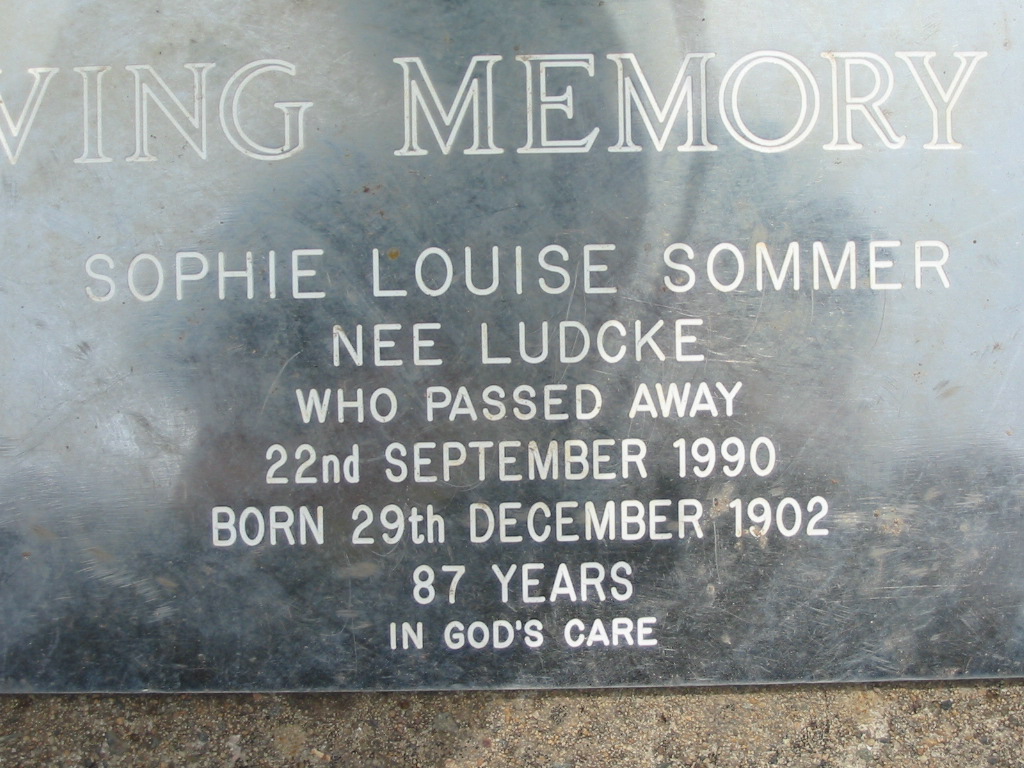 VING MEMORY
SOPHIE LOUISE SOMMER
NEE LUDCKE
WHO PASSED AWAY
22nd SEPTEMBER 1990
BORN 29th DECEMBER 1902
87 YEARS
IN GOD'S CARE